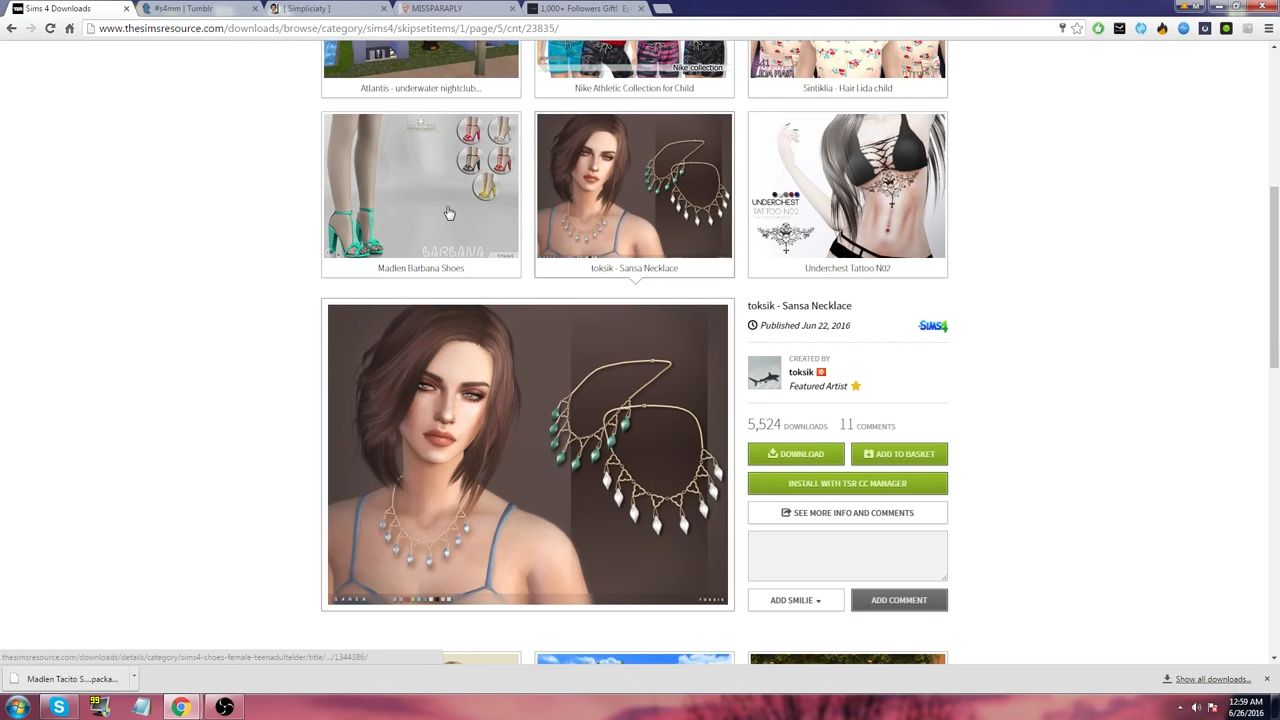 Sims 4 Downloads
#s4mm | Tumblr
[ Simpliciaty ]
MISSPARAPLY
1,000+ Followers Gift!
www.thesimsresource.com/downloads/browse/category/sims4/skipsetitems/1/page/5/cnt/23835/
Nike collection
LIDA HAIR
Atlantis - underwater nightclub...
Nike Athletic Collection for Child
Sintiklia - Hair Lida child
BARBANA
UNDERCHEST
TATTOO N02
Madlen Barbana Shoes
toksik - Sansa Necklace
Underchest Tattoo N02
toksik - Sansa Necklace
Published Jun 22, 2016
SIMS4
CREATED BY
toksik
Featured Artist
5,524 DOWNLOADS 11 COMMENTS
DOWNLOAD
ADD TO BASKET
INSTALL WITH TSR CC MANAGER
SEE MORE INFO AND COMMENTS
ADD SMILIE
ADD COMMENT
SANSA
TOKSIK
thesimsresource.com/downloads/details/category/sims4-shoes-female-teenadultelder/title/.../1344386/
Madlen Tacito S....packa...
Show all downloads...
99
12:59 AM
6/26/2016